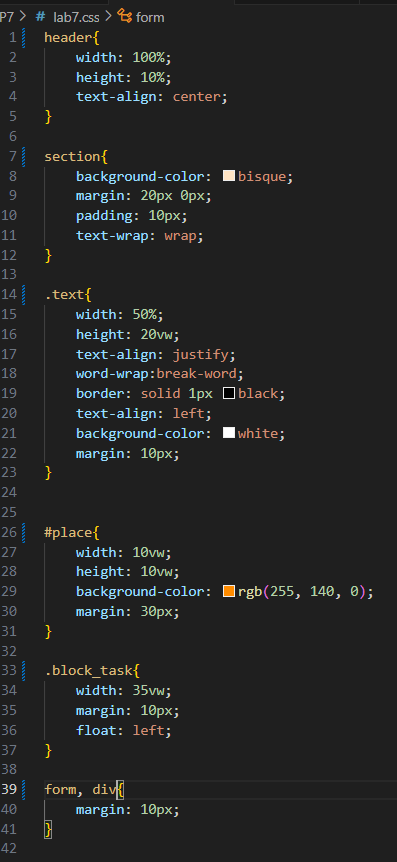 P7 > # lab7.css > form
1 header{
2     width: 100%;
3     height: 10%;
4     text-align: center;
5 }
6
7 section{
8     background-color: bisque;
9     margin: 20px 0px;
10     padding: 10px;
11     text-wrap: wrap;
12 }
13
14 .text{
15     width: 50%;
16     height: 20vw;
17     text-align: justify;
18     word-wrap:break-word;
19     border: solid 1px black;
20     text-align: left;
21     background-color: white;
22     margin: 10px;
23 }
24
25
26 #place{
27     width: 10vw;
28     height: 10vw;
29     background-color: rgb(255, 140, 0);
30     margin: 30px;
31 }
32
33 .block_task{
34     width: 35vw;
35     margin: 10px;
36     float: left;
37 }
38
39 form, div{
40     margin: 10px;
41 }
42